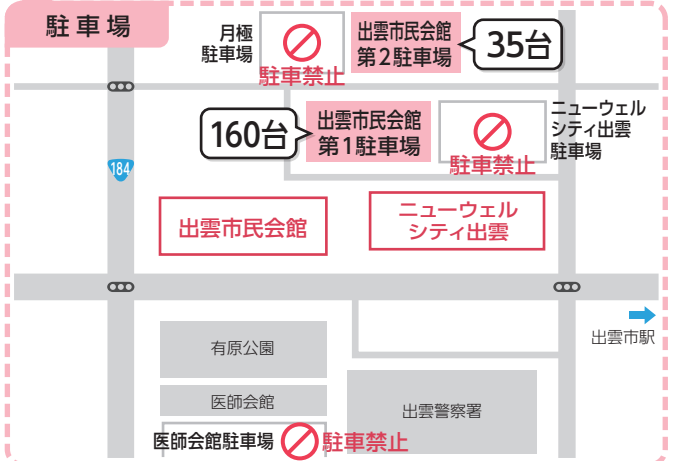 駐車場
月極
駐車場
駐車禁止
出雲市民会館
第2駐車場
35台
160台
出雲市民会館
第1駐車場
駐車禁止
ニューウェル
シティ出雲
駐車場
184
出雲市民会館
ニューウェル
シティ出雲
出雲市駅
有原公園
医師会館
出雲警察署
医師会館駐車場
駐車禁止